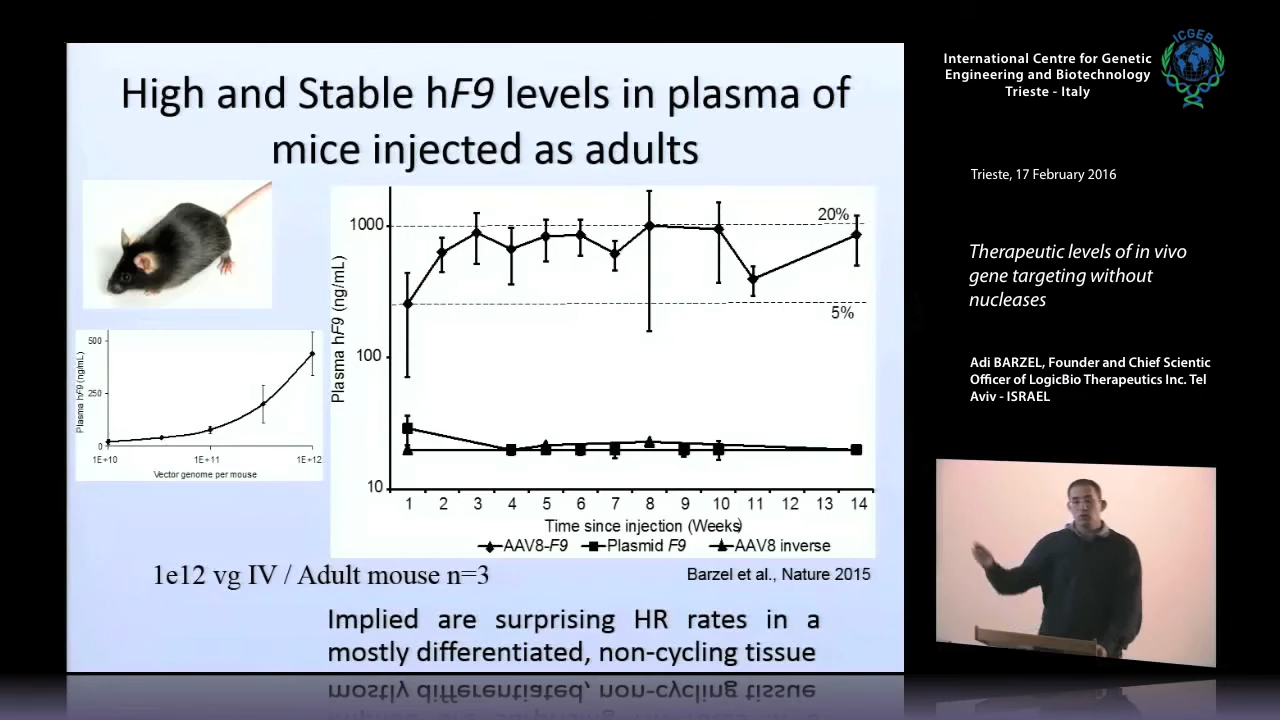 High and Stable hF9 levels in plasma of
mice injected as adults
1000
100
10
Plasma hF9 (ng/mL)
20%
5%
1 2 3 4 5 6 7 8 9 10 11 12 13 14
Time since injection (Weeks)
AAV8-F9 Plasmid F9 AAV8 inverse
500
250
0
Plasma hF9 (ng/mL)
1E+10 1E+11 1E+12
Vector genome per mouse
1e12 vg IV / Adult mouse n=3
Barzel et al., Nature 2015
Implied are surprising HR rates in a
mostly differentiated, non-cycling tissue
International Centre for Genetic
Engineering and Biotechnology
Trieste - Italy
ICGEB
Trieste, 17 February 2016
Therapeutic levels of in vivo
gene targeting without
nucleases
Adi BARZEL, Founder and Chief Scientic
Officer of LogicBio Therapeutics Inc. Tel
Aviv - ISRAEL